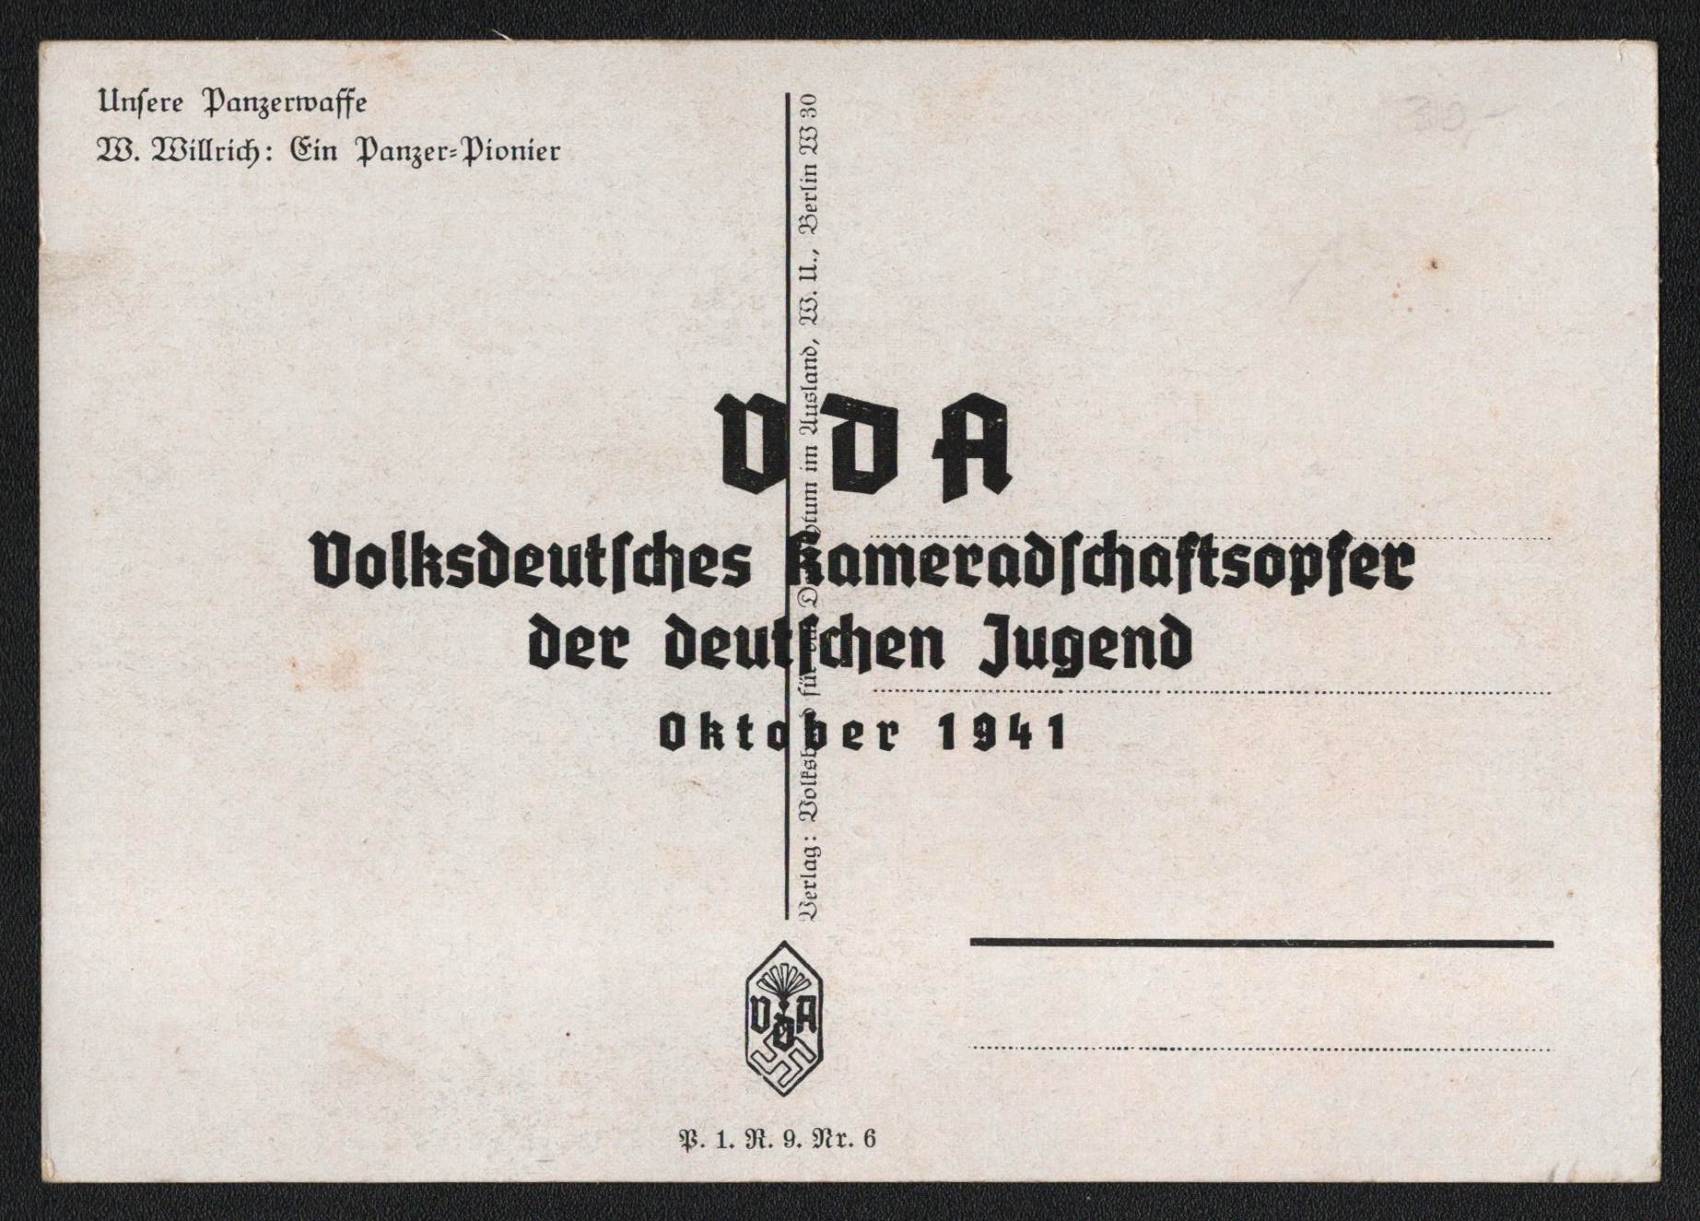 Unſere Panzerwaffe
W. Willrich: Ein Panzer-Pionier
Verlag: Volksbund für das Deutschtum im Ausland, W. U., Berlin W 30
VDA
Volksdeutſches Kameradſchaftsopfer
der deutſchen Jugend
Oktober 1941
VDA
P. 1. R. 9. Nr. 6
30,-